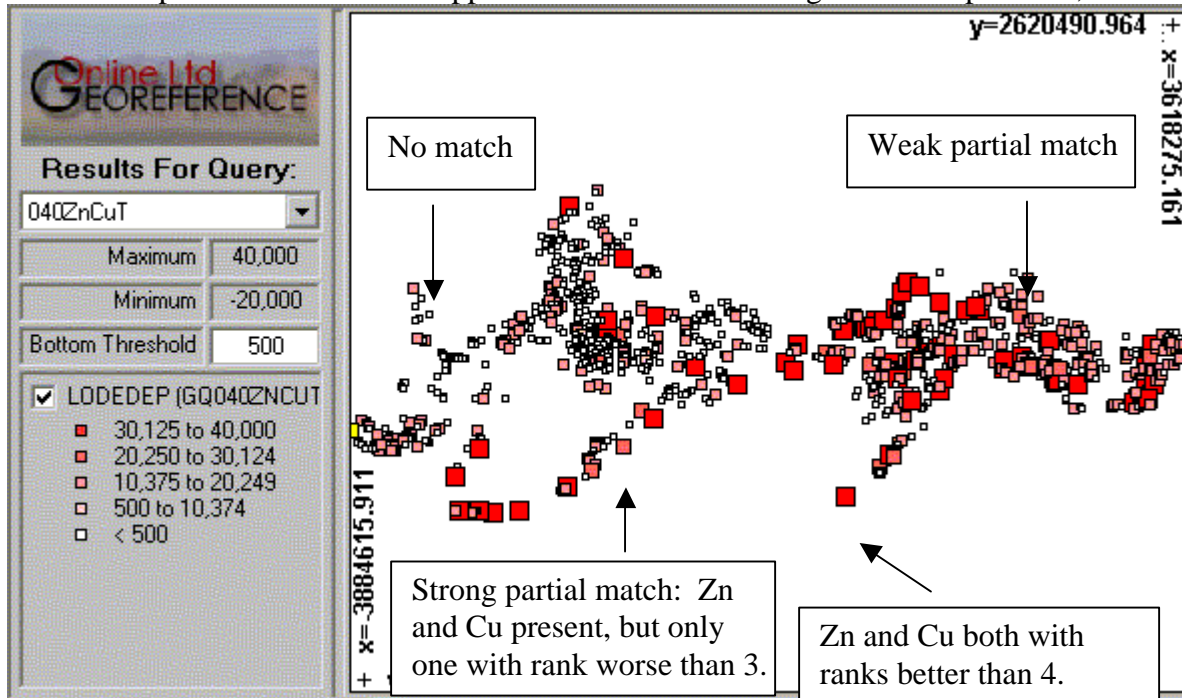 Online Ltd
GEOREFERENCE
Results For Query:
040ZnCuT
Maximum 40,000
Minimum -20,000
Bottom Threshold 500
LODEDEP (GQ040ZNCUT
30,125 to 40,000
20,250 to 30,124
10,375 to 20,249
500 to 10,374
< 500
y=2620490.964
x=3618275.161
No match
Weak partial match
x=-3884615.911
Strong partial match: Zn
and Cu present, but only
one with rank worse than 3.
Zn and Cu both with
ranks better than 4.